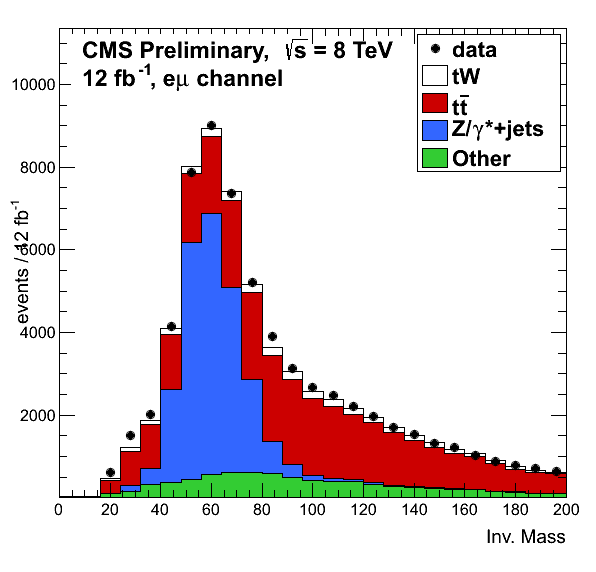 CMS Preliminary, √s = 8 TeV
12 fb⁻¹, eμ channel
data
tW
tt̄
Z/γ*+jets
Other
events / 12 fb⁻¹
10000
8000
6000
4000
2000
0 20 40 60 80 100 120 140 160 180 200
Inv. Mass